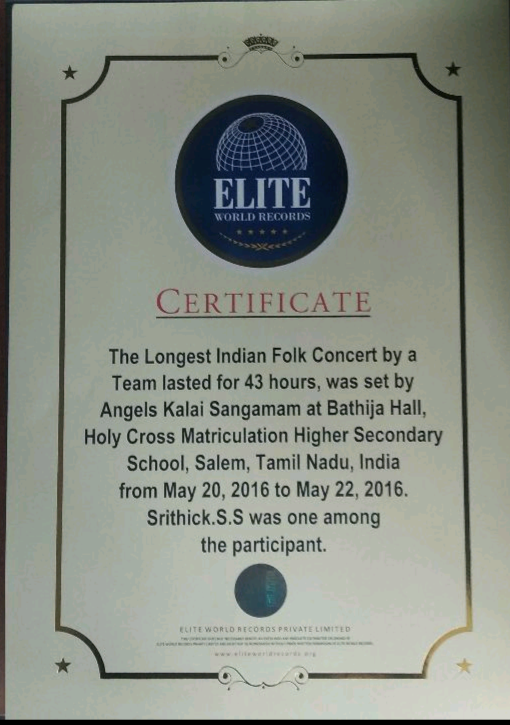 ELITE
WORLD RECORDS
CERTIFICATE
The Longest Indian Folk Concert by a
Team lasted for 43 hours, was set by
Angels Kalai Sangamam at Bathija Hall,
Holy Cross Matriculation Higher Secondary
School, Salem, Tamil Nadu, India
from May 20, 2016 to May 22, 2016.
Srithick.S.S was one among
the participant.
ELITE WORLD RECORDS PRIVATE LIMITED
www.eliteworldrecords.org